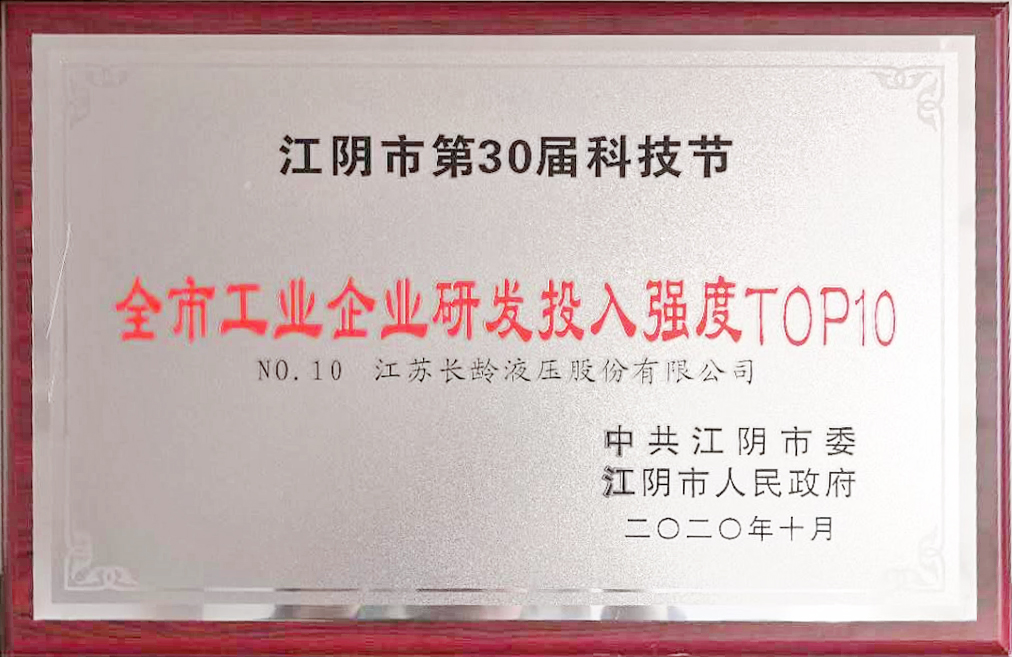 江阴市第30届科技节
全市工业企业研发投入强度TOP10
NO.10 江苏长龄液压股份有限公司
中共江阴市委
江阴市人民政府
二〇二〇年十月